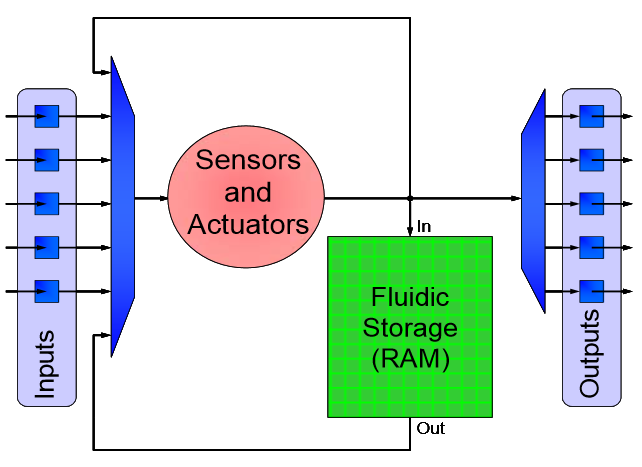 Sensors
and
Actuators
In
Fluidic
Storage
(RAM)
Out
Inputs
Outputs